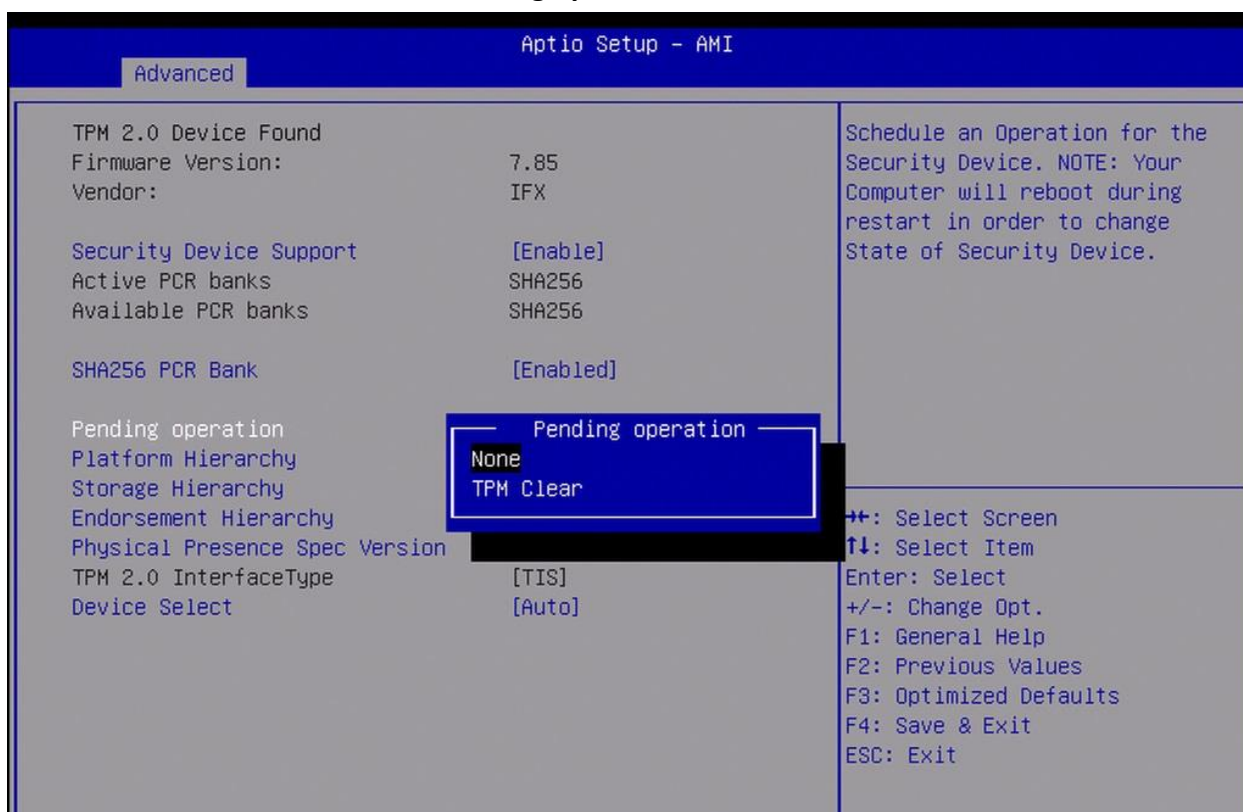 Aptio Setup – AMI
Advanced
TPM 2.0 Device Found
Firmware Version: 7.85
Vendor: IFX
Security Device Support [Enable]
Active PCR banks SHA256
Available PCR banks SHA256
SHA256 PCR Bank [Enabled]
Pending operation
Platform Hierarchy
Storage Hierarchy
Endorsement Hierarchy
Physical Presence Spec Version
TPM 2.0 InterfaceType [TIS]
Device Select [Auto]
Pending operation
None
TPM Clear
Schedule an Operation for the
Security Device. NOTE: Your
Computer will reboot during
restart in order to change
State of Security Device.
→←: Select Screen
↑↓: Select Item
Enter: Select
+/-: Change Opt.
F1: General Help
F2: Previous Values
F3: Optimized Defaults
F4: Save & Exit
ESC: Exit